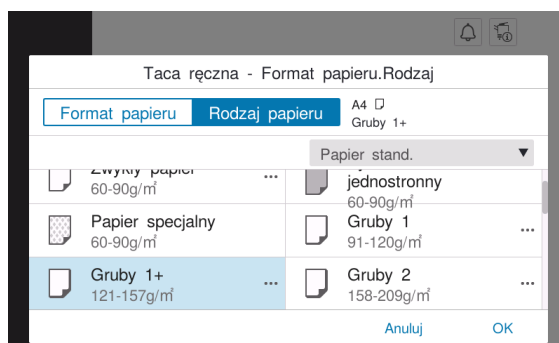 Taca ręczna - Format papieru.Rodzaj
Format papieru
Rodzaj papieru
A4
Gruby 1+
Papier stand.
Zwykły papier
60-90g/㎡
jednostronny
60-90g/㎡
Papier specjalny
60-90g/㎡
Gruby 1
91-120g/㎡
Gruby 1+
121-157g/㎡
Gruby 2
158-209g/㎡
Anuluj
OK